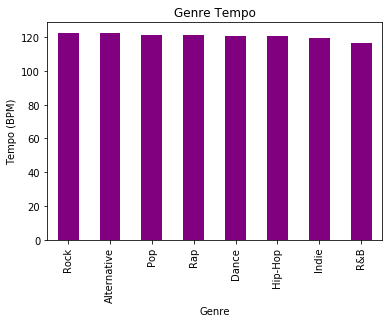 Genre Tempo
Tempo (BPM)
120
100
80
60
40
20
0
Rock
Alternative
Pop
Rap
Dance
Hip-Hop
Indie
R&B
Genre